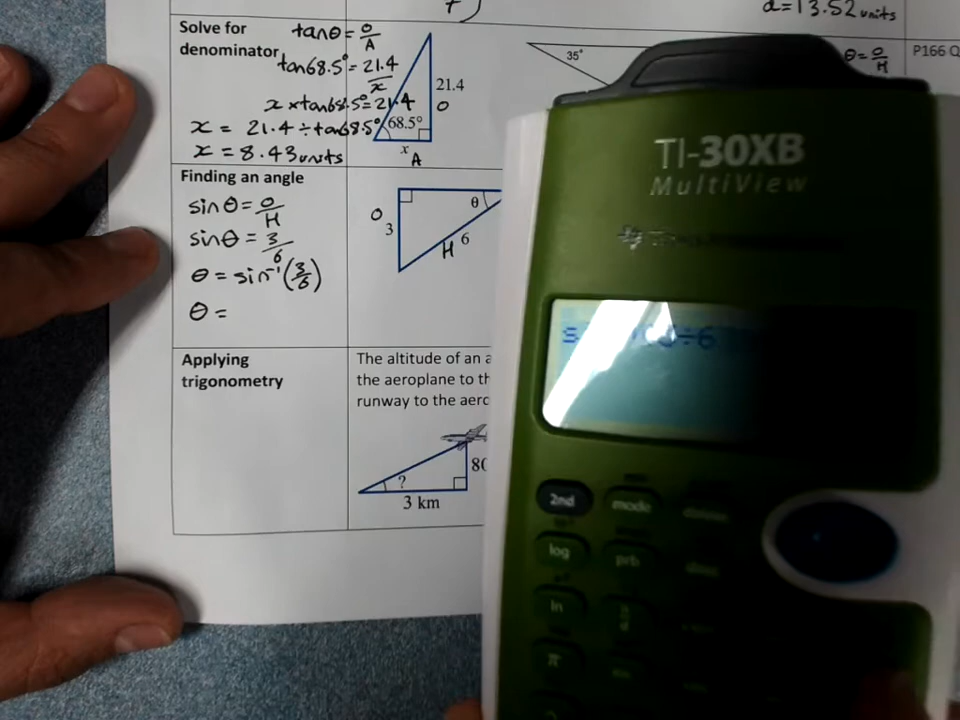 a=13.52 units
Solve for
denominator
tanθ = O/A
tan68.5° = 21.4/x
x × tan68.5° = 21.4
x = 21.4 ÷ tan68.5°
x = 8.43 units
21.4
O
68.5°
x
A
35°
θ = O/H
P166 Q
Finding an angle
sinθ = O/H
sinθ = 3/6
θ = sin⁻¹(3/6)
θ =
O
3
θ
H
6
Applying
trigonometry
The altitude of an a
the aeroplane to th
runway to the aero
?
80
3 km
TI-30XB
MultiView
÷6
2nd
mode
log
prb
ln
π